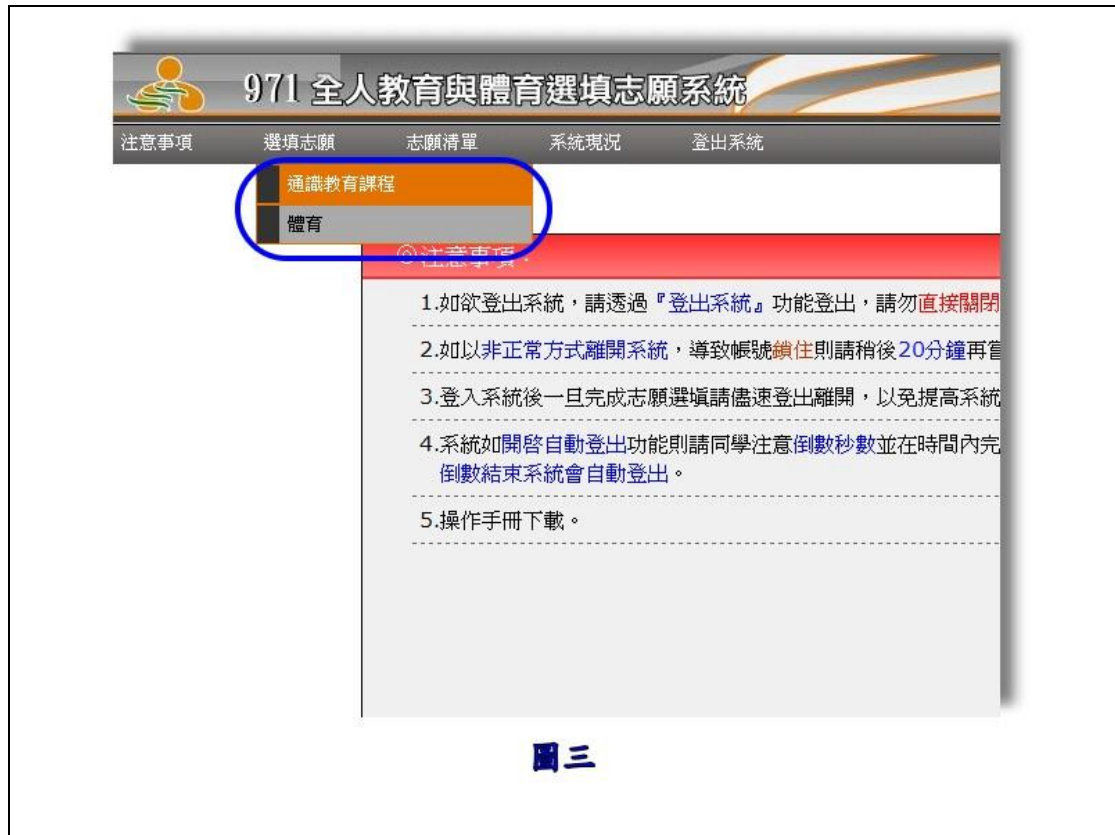 971 全人教育與體育選填志願系統
注意事項 選填志願 志願清單 系統現況 登出系統
通識教育課程
體育
◎注意事項：
1.如欲登出系統，請透過『登出系統』功能登出，請勿直接關閉
2.如以非正常方式離開系統，導致帳號鎖住則請稍後20分鐘再嘗
3.登入系統後一旦完成志願選填請儘速登出離開，以免提高系統
4.系統如開啓自動登出功能則請同學注意倒數秒數並在時間內完
倒數結束系統會自動登出。
5.操作手冊下載。
圖三